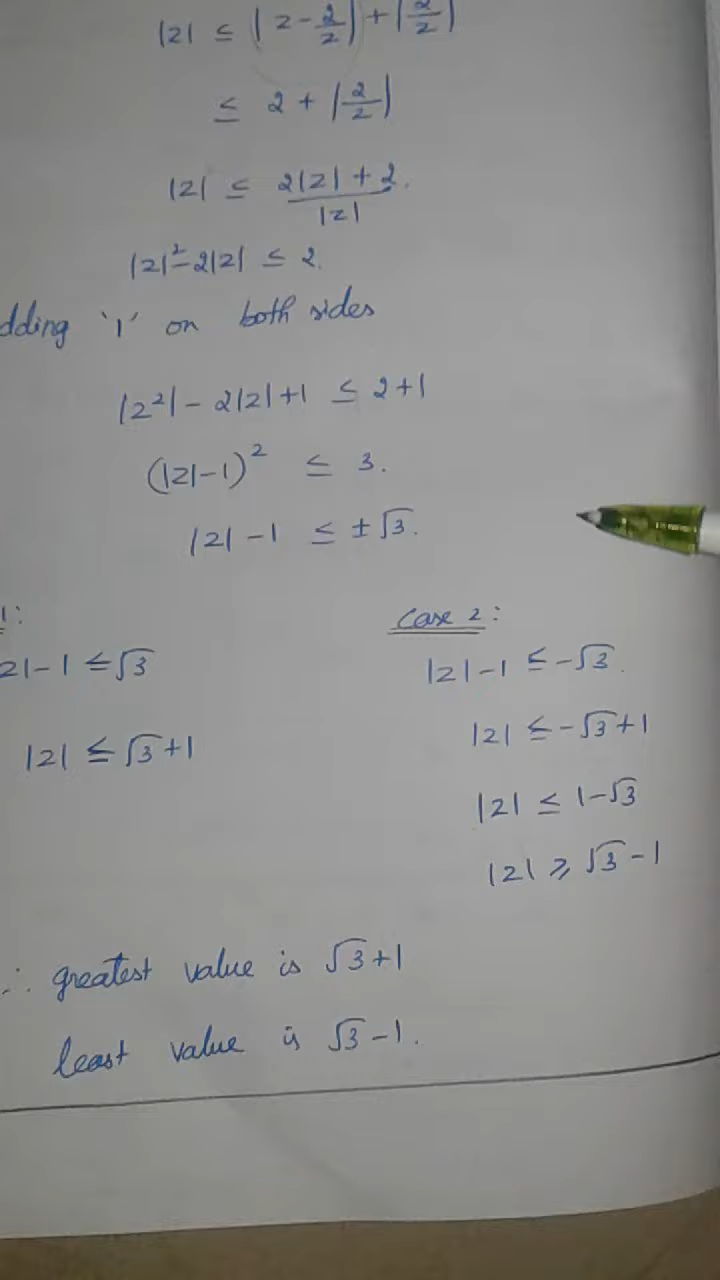 |z| ≤ |z - 2/z| + |2/z|
≤ 2 + |2/z|
|z| ≤ 2|z| + 2. / |z|
|z|² - 2|z| ≤ 2.
dding '1' on both sides
|z²| - 2|z| + 1 ≤ 2+1
(|z|-1)² ≤ 3.
|z| - 1 ≤ ±√3.
1:
z|-1 ≤ √3
|z| ≤ √3+1
Case 2:
|z|-1 ≤ -√3.
|z| ≤ -√3+1
|z| ≤ 1-√3
|z| ≥ √3-1
∴ greatest value is √3+1
least value is √3-1.